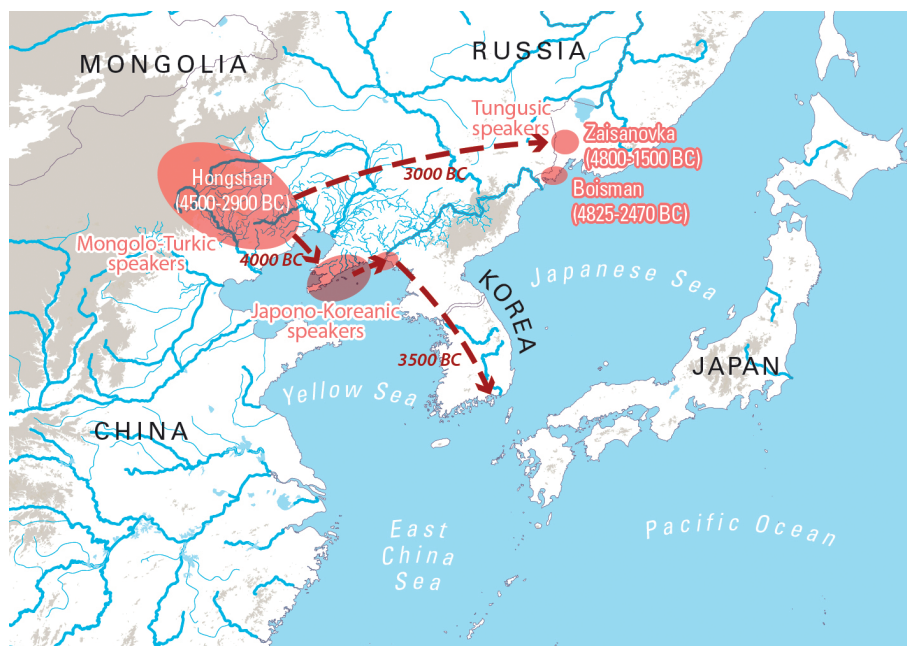 MONGOLIA
RUSSIA
Tungusic
speakers
Zaisanovka
(4800-1500 BC)
Hongshan
(4500-2900 BC)
3000 BC
Boisman
(4825-2470 BC)
Mongolo-Turkic
speakers
4000 BC
Japanese Sea
Japono-Koreanic
speakers
KOREA
3500 BC
JAPAN
Yellow Sea
CHINA
East
China
Sea
Pacific Ocean